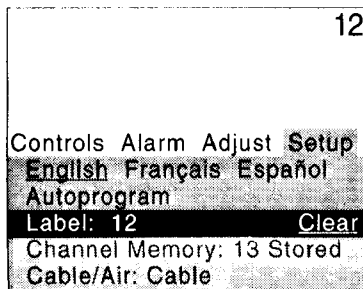 12
Controls Alarm Adjust Setup
English Français Español
Autoprogram
Label: 12 Clear
Channel Memory: 13 Stored
Cable/Air: Cable